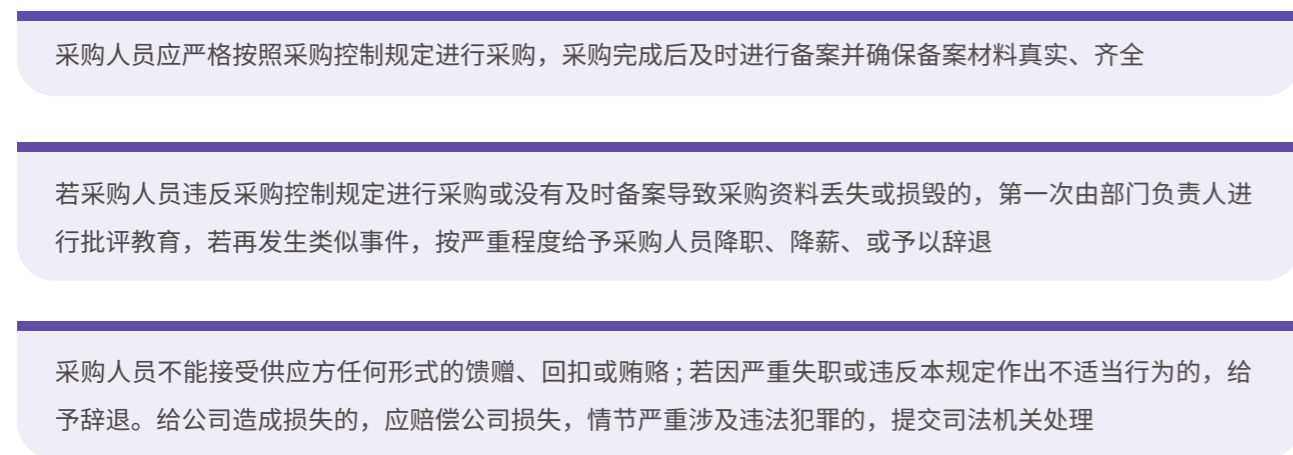 采购人员应严格按照采购控制规定进行采购，采购完成后及时进行备案并确保备案材料真实、齐全
若采购人员违反采购控制规定进行采购或没有及时备案导致采购资料丢失或损毁的，第一次由部门负责人进
行批评教育，若再发生类似事件，按严重程度给予采购人员降职、降薪、或予以辞退
采购人员不能接受供应方任何形式的馈赠、回扣或贿赂;若因严重失职或违反本规定作出不适当行为的，给
予辞退。给公司造成损失的，应赔偿公司损失，情节严重涉及违法犯罪的，提交司法机关处理